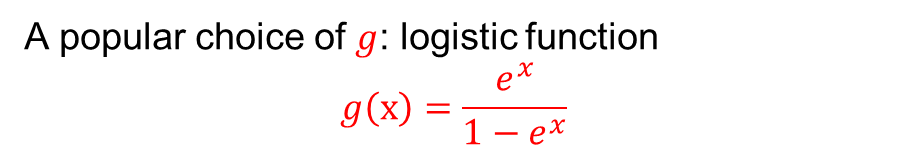 A popular choice of g: logistic function
g(x) = e^x / (1 − e^x)